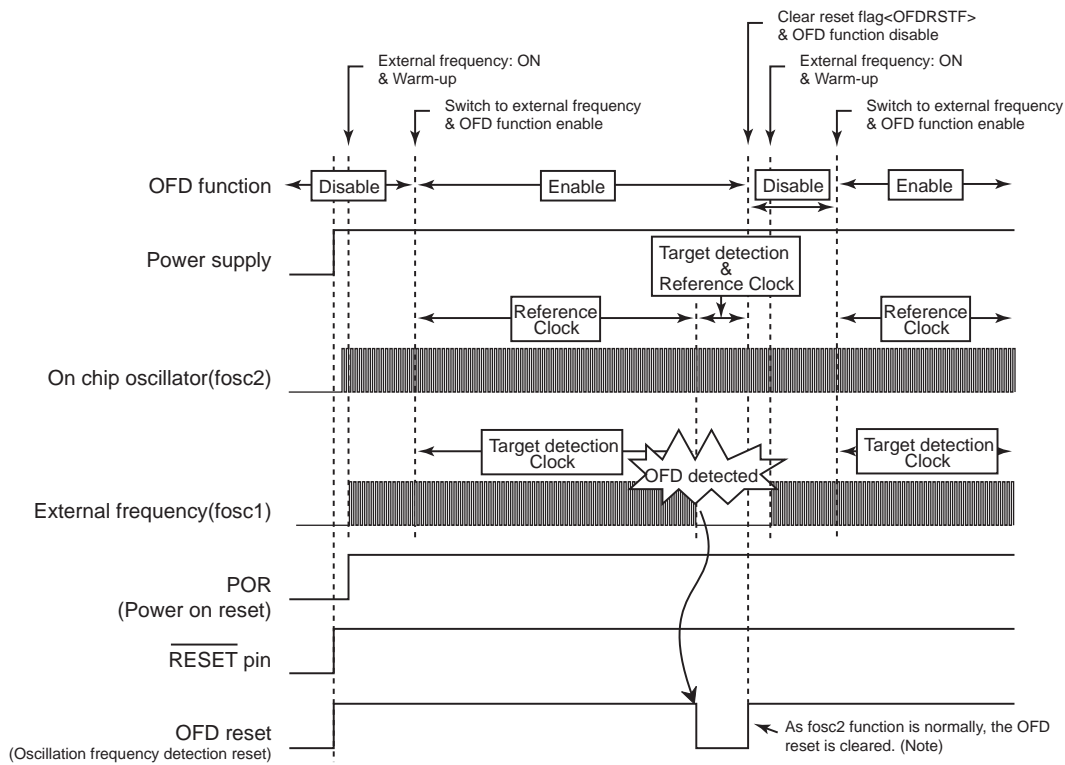 Clear reset flag<OFDRSTF>
& OFD function disable
External frequency: ON
& Warm-up
External frequency: ON
& Warm-up
Switch to external frequency
& OFD function enable
Switch to external frequency
& OFD function enable
OFD function
Disable
Enable
Disable
Enable
Power supply
Target detection
&
Reference Clock
Reference
Clock
Reference
Clock
On chip oscillator(fosc2)
Target detection
Clock
Target detection
Clock
OFD detected
External frequency(fosc1)
POR
(Power on reset)
RESET pin
OFD reset
(Oscillation frequency detection reset)
As fosc2 function is normally, the OFD
reset is cleared. (Note)